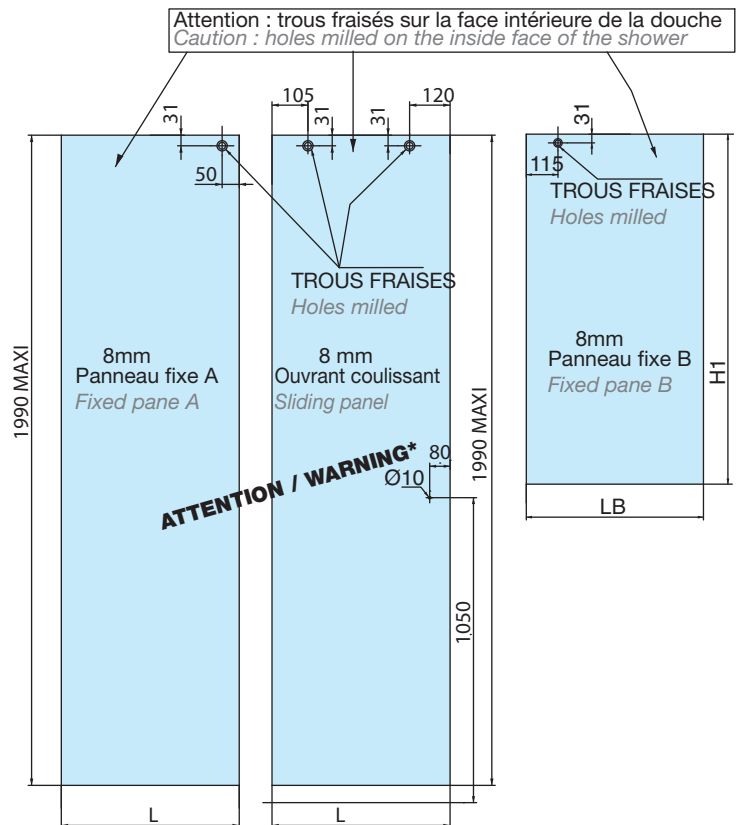 Attention : trous fraisés sur la face intérieure de la douche
Caution : holes milled on the inside face of the shower
31
50
1990 MAXI
8mm
Panneau fixe A
Fixed pane A
L
105
31
31
120
TROUS FRAISES
Holes milled
8 mm
Ouvrant coulissant
Sliding panel
ATTENTION / WARNING*
80
Ø10
1050
1990 MAXI
L
31
115
TROUS FRAISES
Holes milled
8mm
Panneau fixe B
Fixed pane B
H1
LB